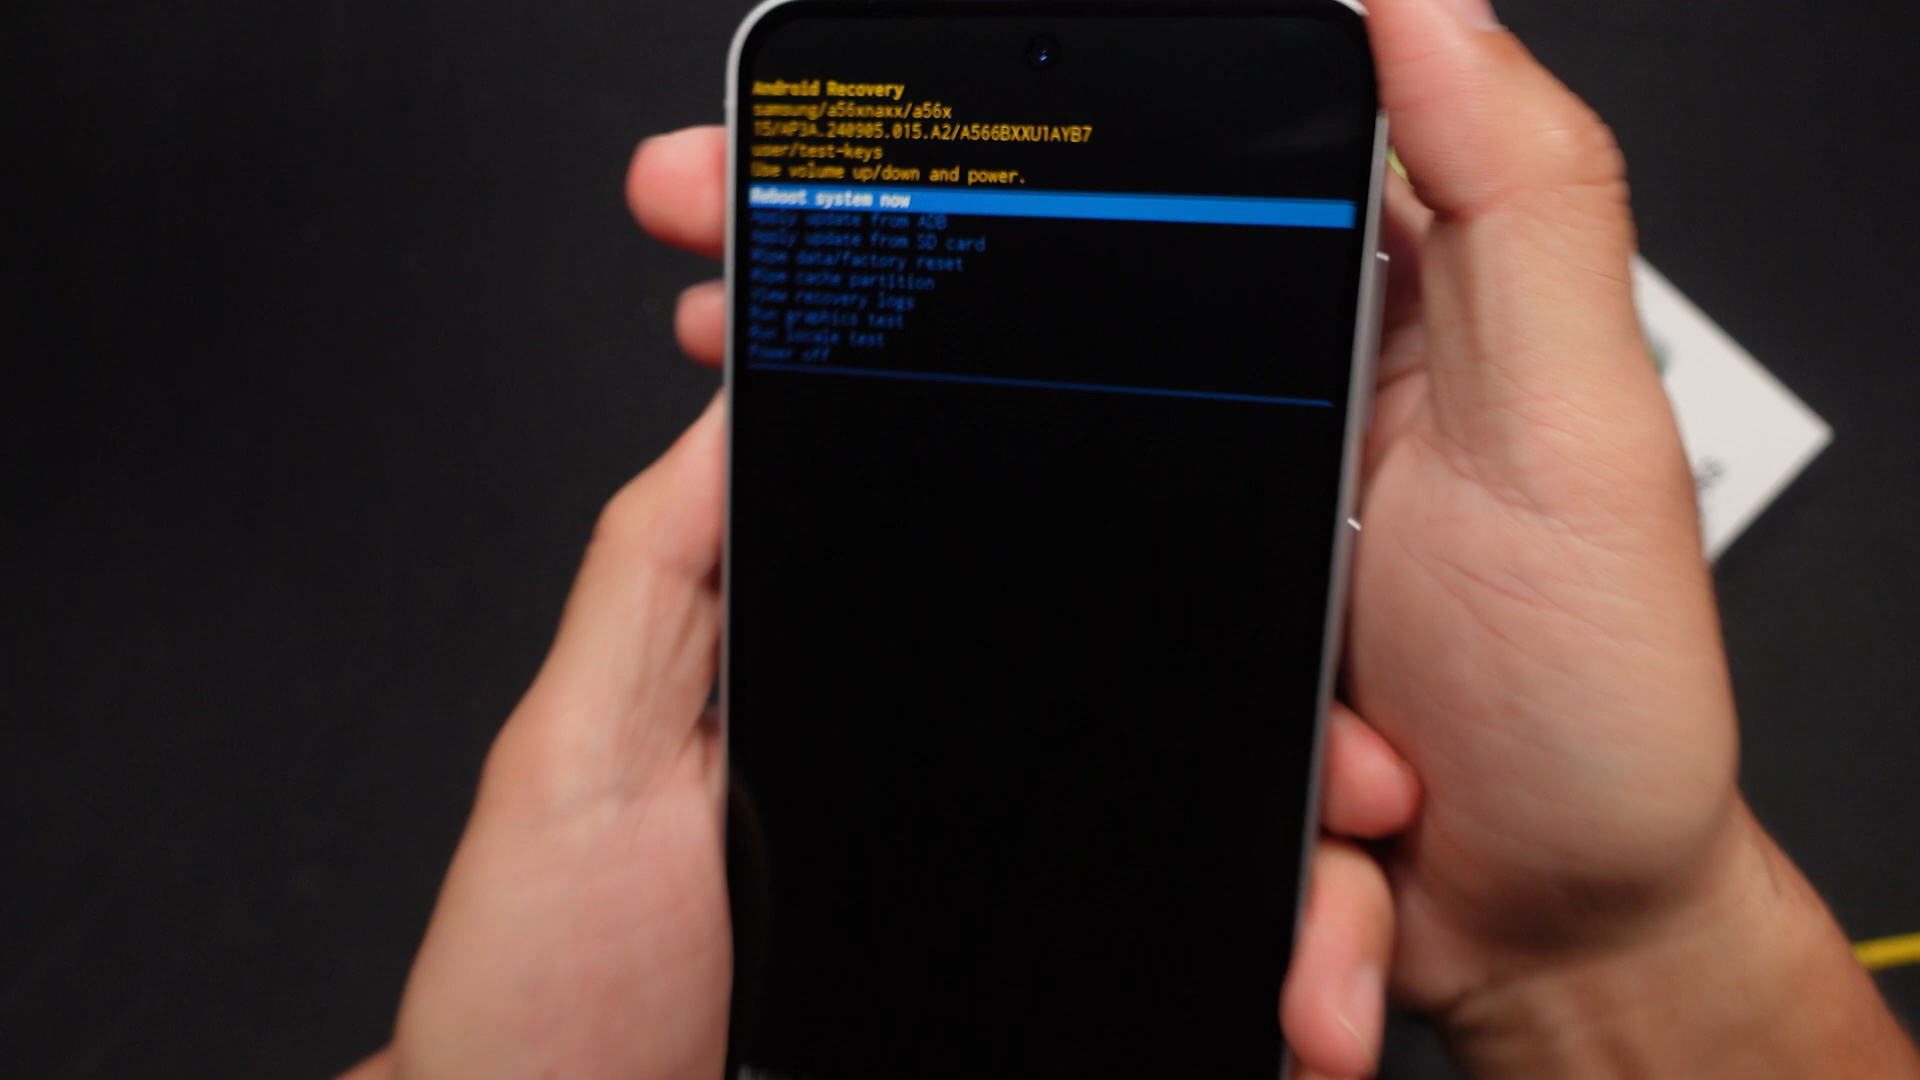 Android Recovery
samsung/a56xnaxx/a56x
15/AP3A.240905.015.A2/A566BXXU1AYB7
user/test-keys
Use volume up/down and power.
Reboot system now
Apply update from ADB
Apply update from SD card
Wipe data/factory reset
Wipe cache partition
View recovery logs
Run graphics test
Run locale test
Power off